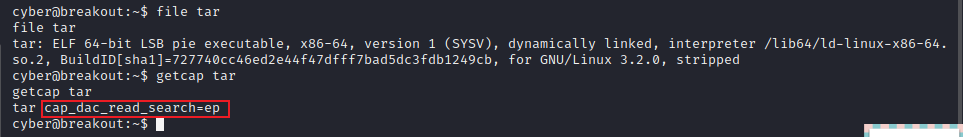 cyber@breakout:~$ file tar
file tar
tar: ELF 64-bit LSB pie executable, x86-64, version 1 (SYSV), dynamically linked, interpreter /lib64/ld-linux-x86-64.
so.2, BuildID[sha1]=727740cc46ed2e44f47dfff7bad5dc3fdb1249cb, for GNU/Linux 3.2.0, stripped
cyber@breakout:~$ getcap tar
getcap tar
tar cap_dac_read_search=ep
cyber@breakout:~$